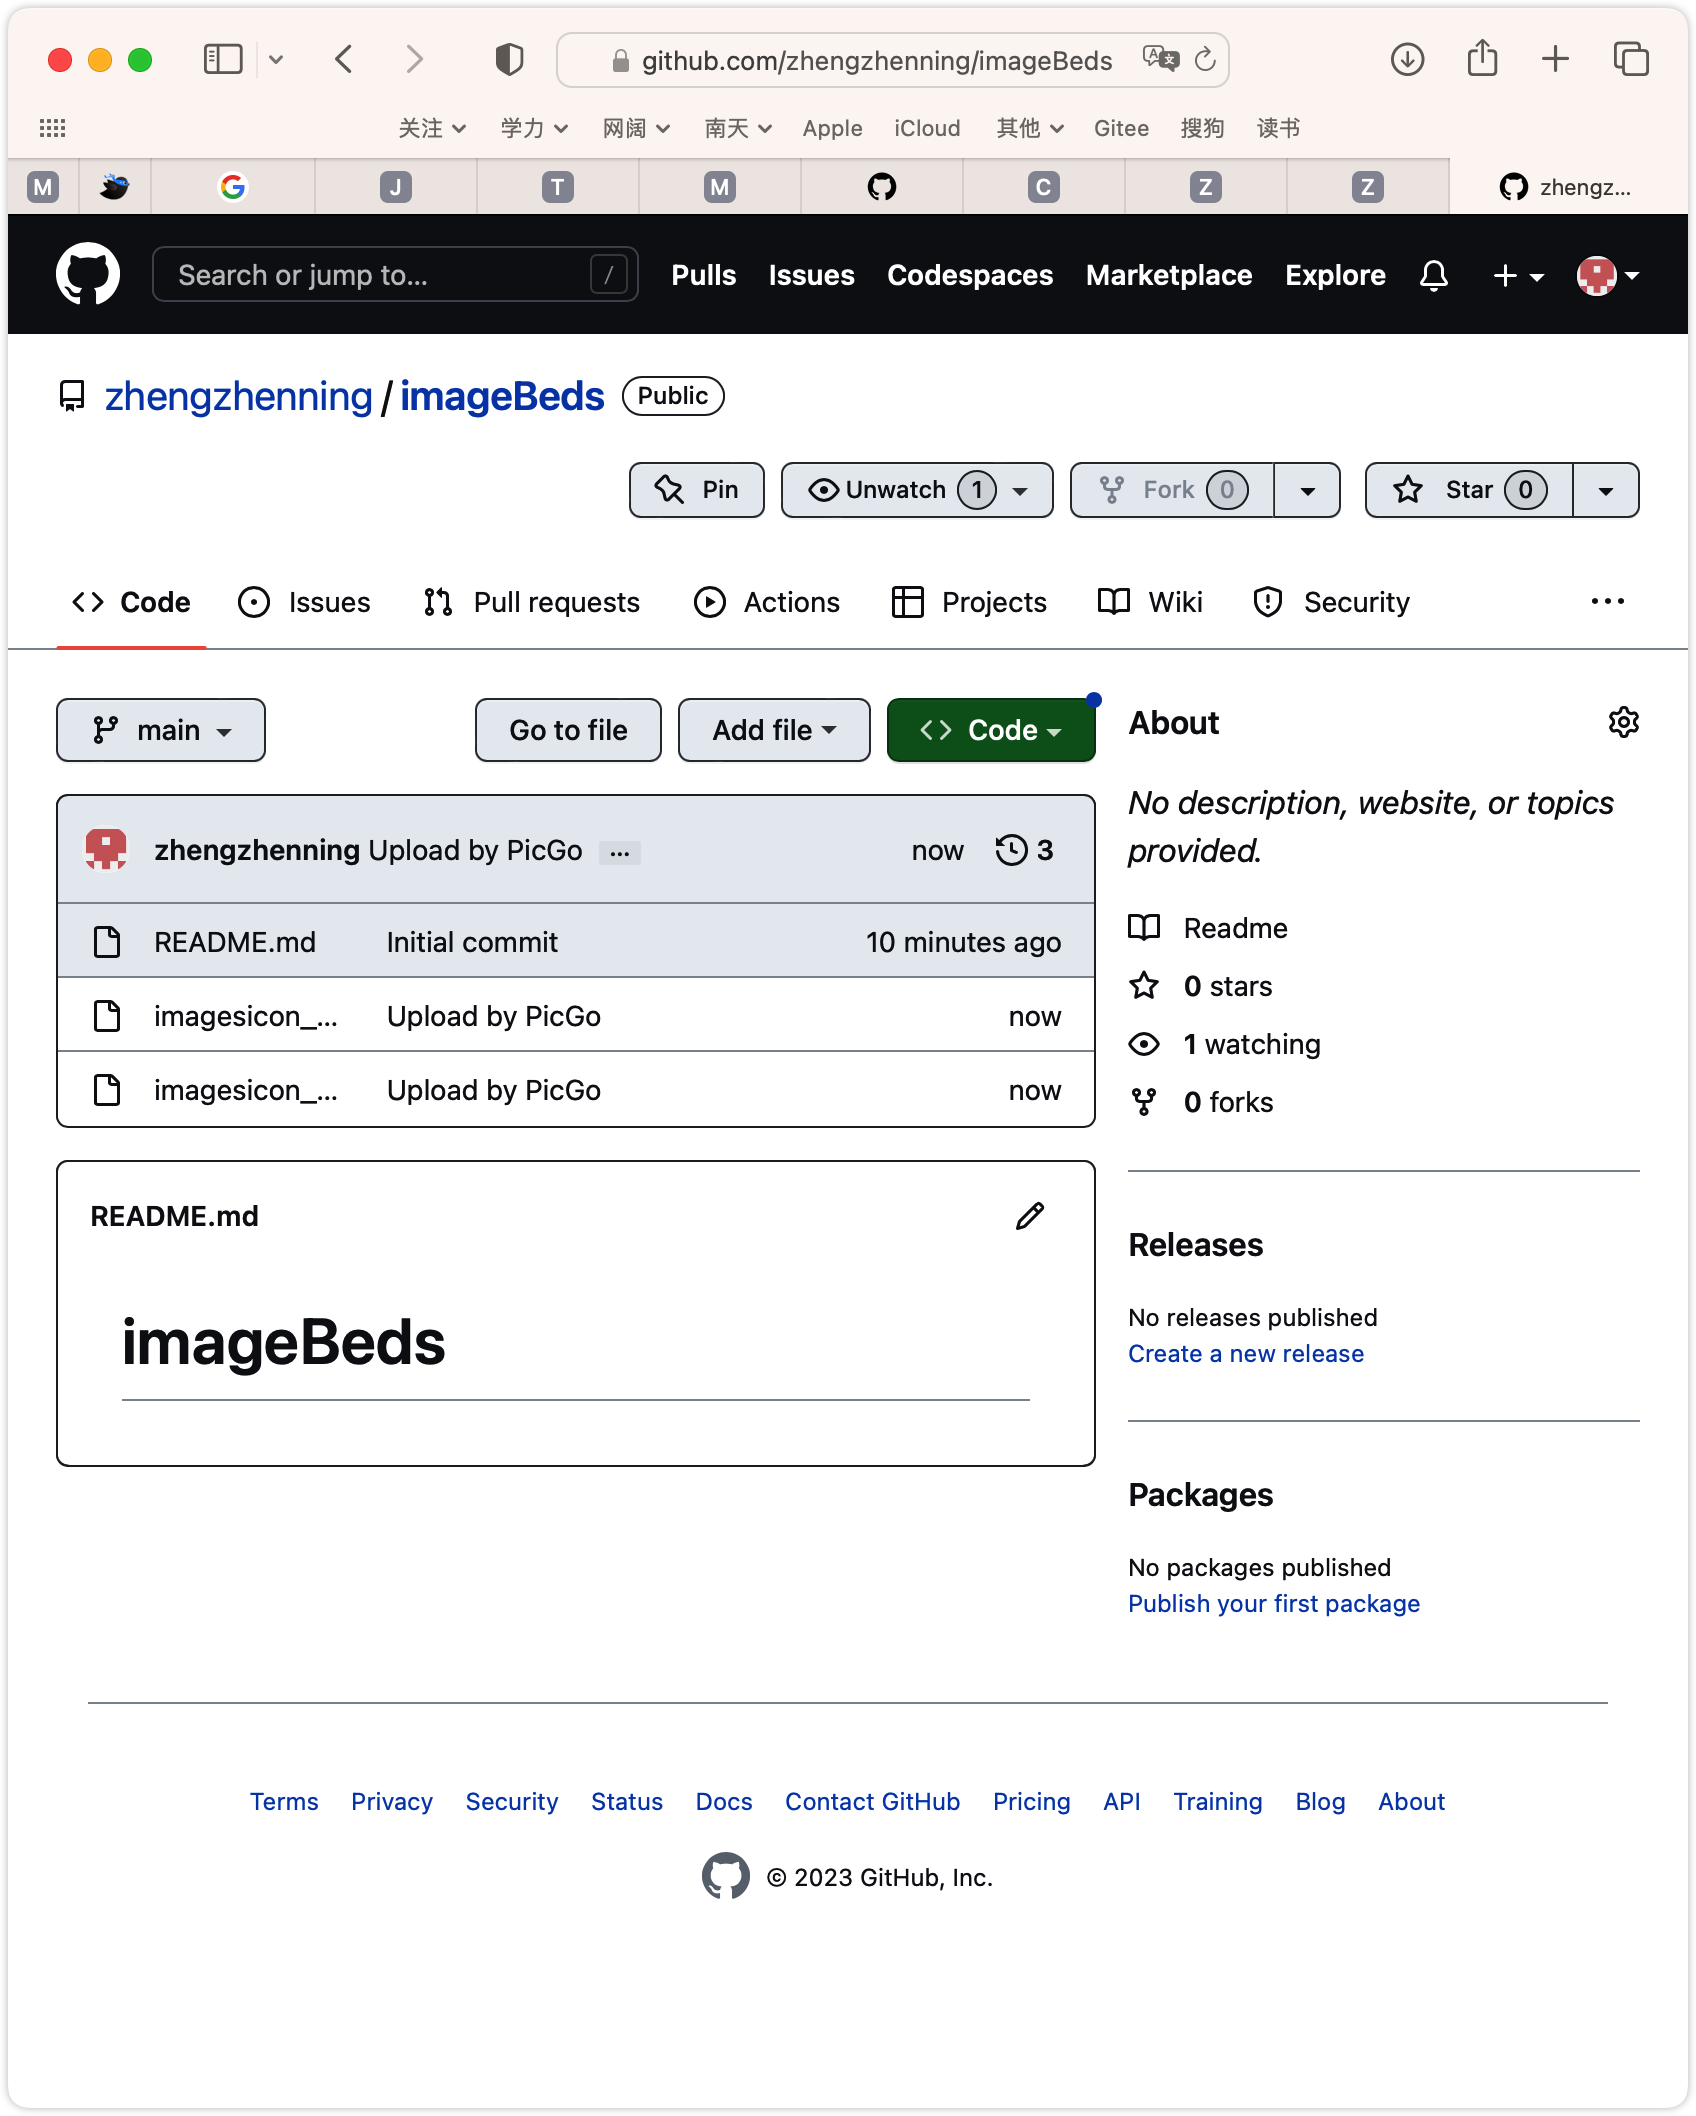 github.com/zhengzhenning/imageBeds
关注 学力 网阔 南天 Apple iCloud 其他 Gitee 搜狗 读书
M G J T M C Z Z zhengz...
Search or jump to... / Pulls Issues Codespaces Marketplace Explore
zhengzhenning / imageBeds Public
Pin Unwatch 1 Fork 0 Star 0
Code Issues Pull requests Actions Projects Wiki Security
main Go to file Add file Code
zhengzhenning Upload by PicGo ... now 3
README.md Initial commit 10 minutes ago
imagesicon_... Upload by PicGo now
imagesicon_... Upload by PicGo now
README.md
imageBeds
About
No description, website, or topics
provided.
Readme
0 stars
1 watching
0 forks
Releases
No releases published
Create a new release
Packages
No packages published
Publish your first package
Terms Privacy Security Status Docs Contact GitHub Pricing API Training Blog About
© 2023 GitHub, Inc.